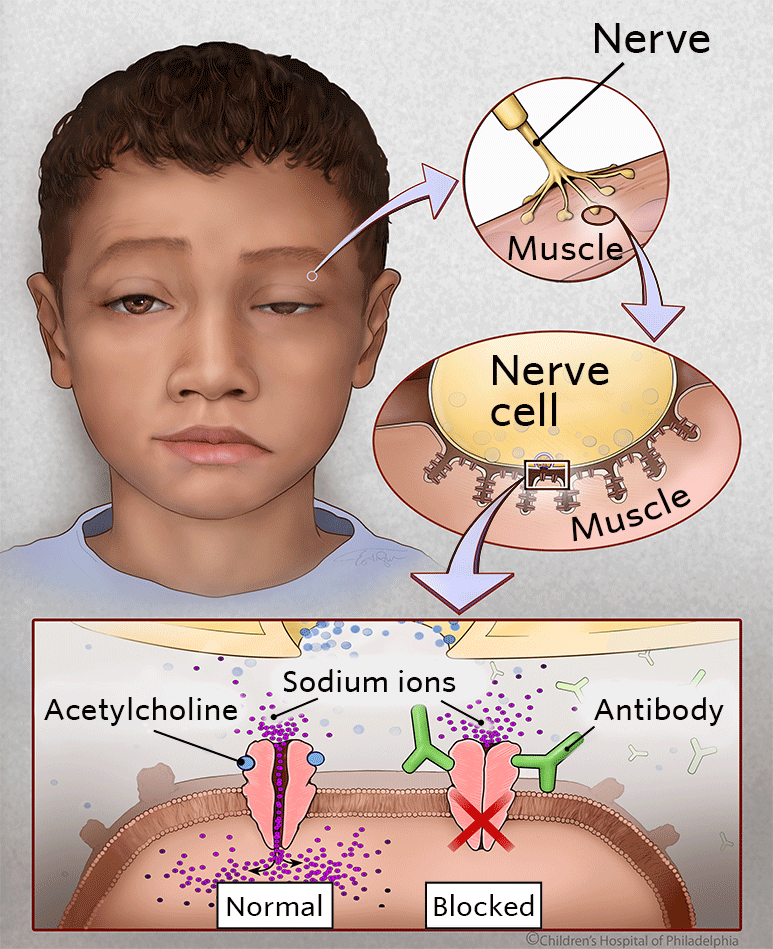 Nerve
Muscle
Nerve
cell
Muscle
Sodium ions
Acetylcholine
Antibody
Normal
Blocked
©Children's Hospital of Philadelphia